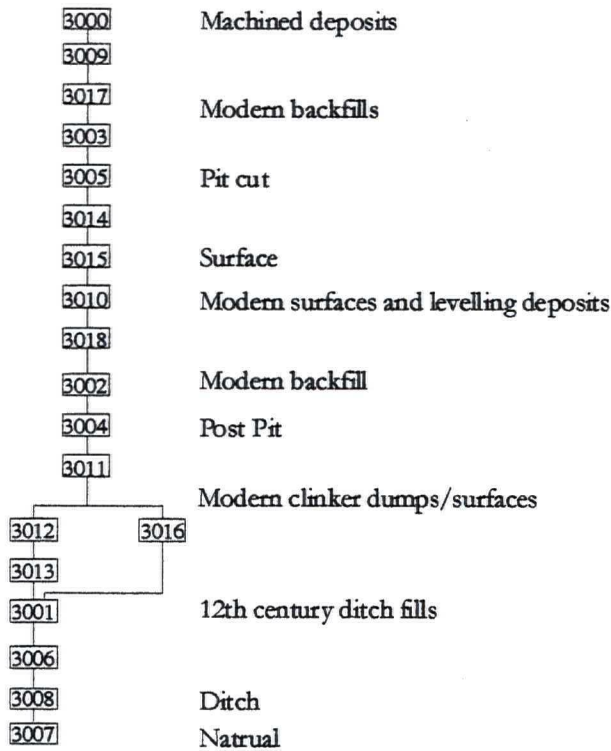 3000 Machined deposits
3009
3017
Modern backfills
3003
3005 Pit cut
3014
3015 Surface
3010 Modern surfaces and levelling deposits
3018
3002 Modern backfill
3004 Post Pit
3011
Modern clinker dumps/surfaces
3012 3016
3013
3001 12th century ditch fills
3006
3008 Ditch
3007 Natrual